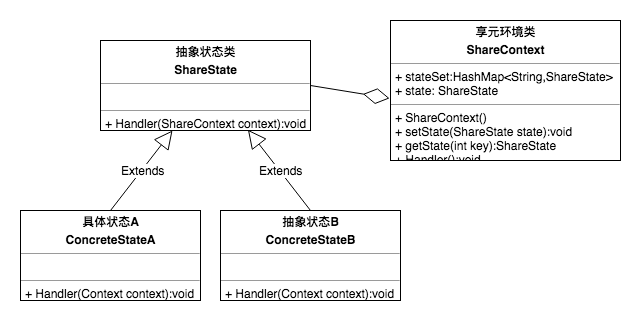 享元环境类
ShareContext
+ stateSet:HashMap<String,ShareState>
+ state: ShareState
+ ShareContext()
+ setState(ShareState state):void
+ getState(int key):ShareState
+ Handler():void
抽象状态类
ShareState
+ Handler(ShareContext context):void
Extends
Extends
具体状态A
ConcreteStateA
+ Handler(Context context):void
抽象状态B
ConcreteStateB
+ Handler(Context context):void